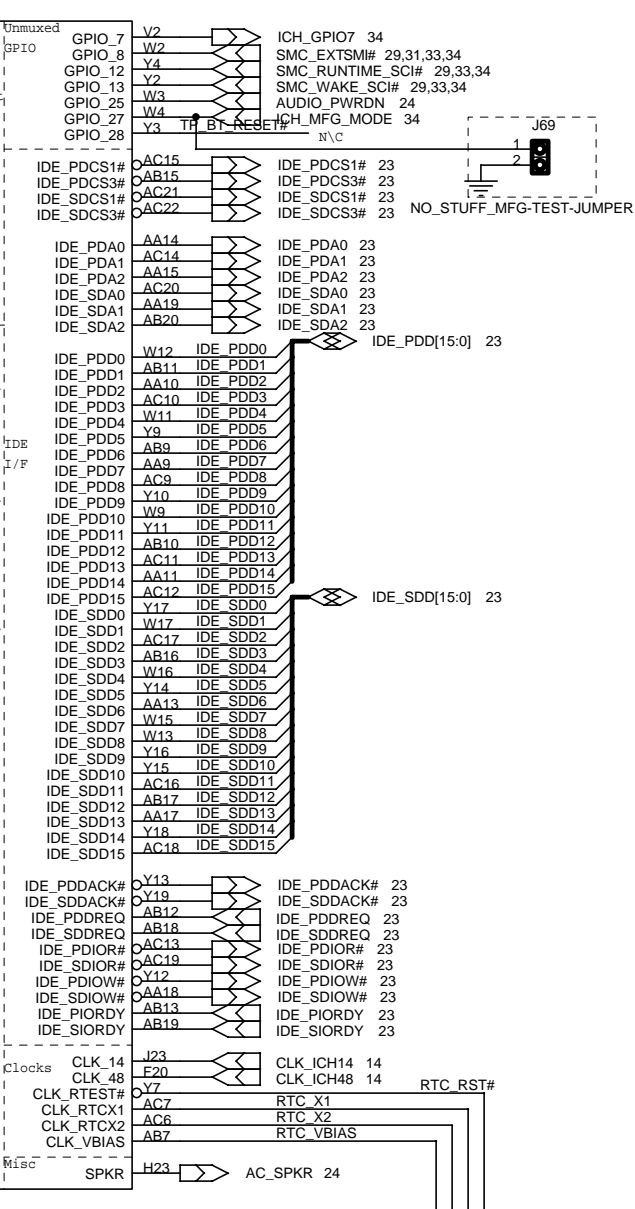 Unmuxed
GPIO
GPIO_7 V2 ICH_GPIO7 34
GPIO_8 W2 SMC_EXTSMI# 29,31,33,34
GPIO_12 Y4 SMC_RUNTIME_SCI# 29,33,34
GPIO_13 Y2 SMC_WAKE_SCI# 29,33,34
GPIO_25 W3 AUDIO_PWRDN 24
GPIO_27 W4 ICH_MFG_MODE 34
GPIO_28 Y3 TP_BT_RESET# N\C
J69
1
2
NO_STUFF_MFG-TEST-JUMPER
IDE_PDCS1# AC15 IDE_PDCS1# 23
IDE_PDCS3# AB15 IDE_PDCS3# 23
IDE_SDCS1# AC21 IDE_SDCS1# 23
IDE_SDCS3# AC22 IDE_SDCS3# 23
IDE_PDA0 AA14 IDE_PDA0 23
IDE_PDA1 AC14 IDE_PDA1 23
IDE_PDA2 AA15 IDE_PDA2 23
IDE_SDA0 AC20 IDE_SDA0 23
IDE_SDA1 AA19 IDE_SDA1 23
IDE_SDA2 AB20 IDE_SDA2 23
IDE_PDD[15:0] 23
IDE_PDD0 W12 IDE_PDD0
IDE_PDD1 AB11 IDE_PDD1
IDE_PDD2 AA10 IDE_PDD2
IDE_PDD3 AC10 IDE_PDD3
IDE_PDD4 W11 IDE_PDD4
IDE_PDD5 Y9 IDE_PDD5
IDE
I/F
IDE_PDD6 AB9 IDE_PDD6
IDE_PDD7 AA9 IDE_PDD7
IDE_PDD8 AC9 IDE_PDD8
IDE_PDD9 Y10 IDE_PDD9
IDE_PDD10 W9 IDE_PDD10
IDE_PDD11 Y11 IDE_PDD11
IDE_PDD12 AB10 IDE_PDD12
IDE_PDD13 AC11 IDE_PDD13
IDE_PDD14 AA11 IDE_PDD14
IDE_PDD15 AC12 IDE_PDD15
IDE_SDD[15:0] 23
IDE_SDD0 Y17 IDE_SDD0
IDE_SDD1 W17 IDE_SDD1
IDE_SDD2 AC17 IDE_SDD2
IDE_SDD3 AB16 IDE_SDD3
IDE_SDD4 W16 IDE_SDD4
IDE_SDD5 Y14 IDE_SDD5
IDE_SDD6 AA13 IDE_SDD6
IDE_SDD7 W15 IDE_SDD7
IDE_SDD8 W13 IDE_SDD8
IDE_SDD9 Y16 IDE_SDD9
IDE_SDD10 Y15 IDE_SDD10
IDE_SDD11 AC16 IDE_SDD11
IDE_SDD12 AB17 IDE_SDD12
IDE_SDD13 AA17 IDE_SDD13
IDE_SDD14 Y18 IDE_SDD14
IDE_SDD15 AC18 IDE_SDD15
IDE_PDDACK# Y13 IDE_PDDACK# 23
IDE_SDDACK# Y19 IDE_SDDACK# 23
IDE_PDDREQ AB12 IDE_PDDREQ 23
IDE_SDDREQ AB18 IDE_SDDREQ 23
IDE_PDIOR# AC13 IDE_PDIOR# 23
IDE_SDIOR# AC19 IDE_SDIOR# 23
IDE_PDIOW# Y12 IDE_PDIOW# 23
IDE_SDIOW# AA18 IDE_SDIOW# 23
IDE_PIORDY AB13 IDE_PIORDY 23
IDE_SIORDY AB19 IDE_SIORDY 23
Clocks
CLK_14 J23 CLK_ICH14 14
CLK_48 F20 CLK_ICH48 14
CLK_RTEST# Y7 RTC_RST#
CLK_RTCX1 AC7 RTC_X1
CLK_RTCX2 AC6 RTC_X2
CLK_VBIAS AB7 RTC_VBIAS
Misc
SPKR H23 AC_SPKR 24